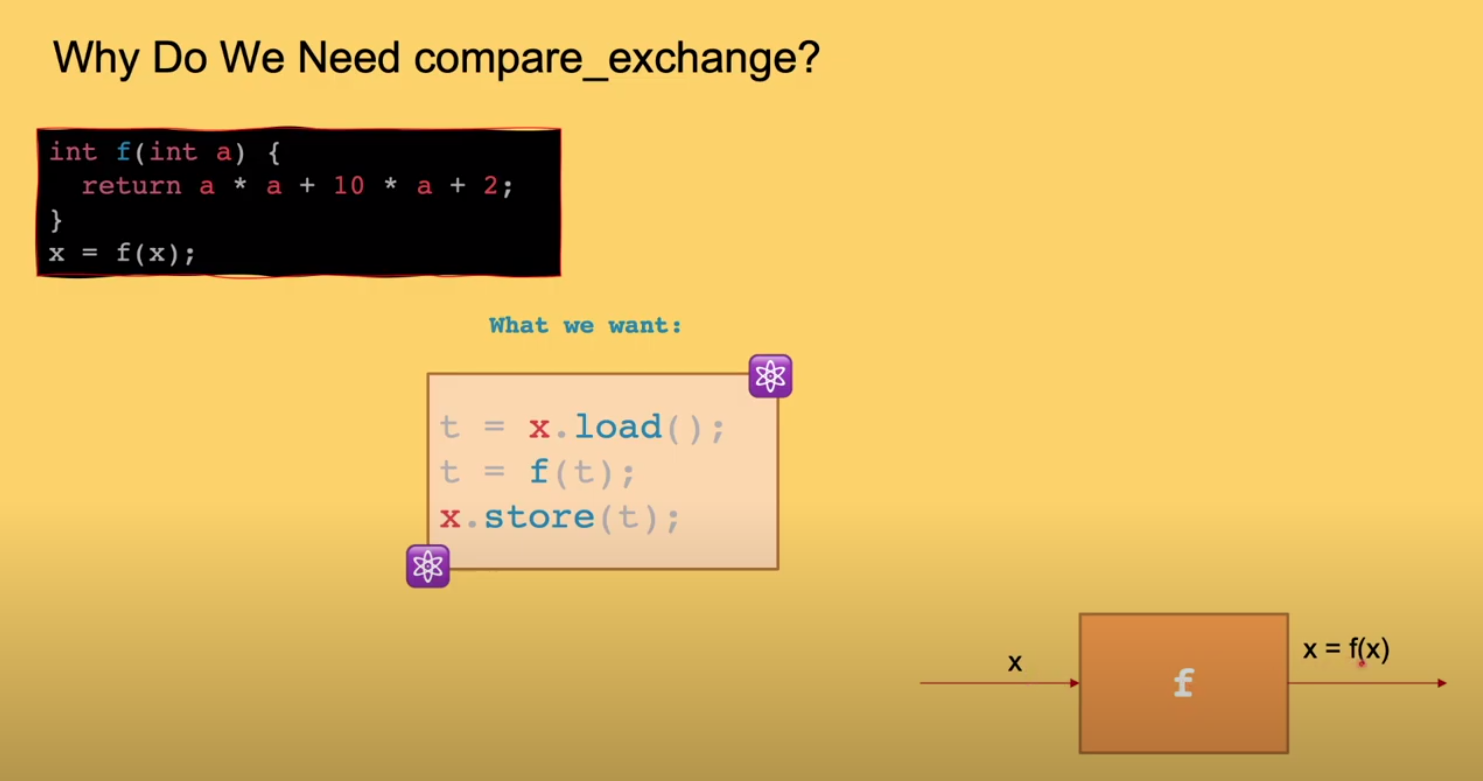 Why Do We Need compare_exchange?
int f(int a) {
  return a * a + 10 * a + 2;
}
x = f(x);
What we want:
t = x.load();
t = f(t);
x.store(t);
x
f
x = f(x)